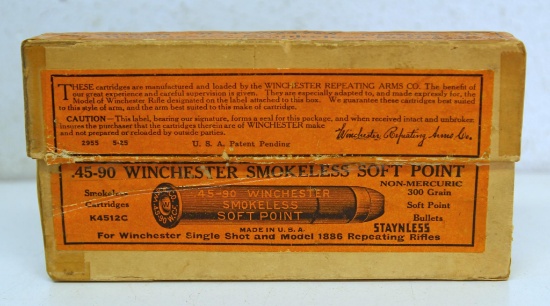 THESE cartridges are manufactured and loaded by the WINCHESTER REPEATING ARMS CO. The benefit of
our great experience and careful supervision is given. They are especially adapted to, and made expressly for, the
Model of Winchester Rifle designated on the label attached to this box. We guarantee these cartridges best suited
to this style of arm, and the arm best suited to this make of cartridge.
CAUTION – This label, bearing our signature, forms a seal for this package, and when received intact and unbroken
insures the purchaser that the cartridges therein are of WINCHESTER make
and not prepared or reloaded by outside parties.
Winchester Repeating Arms Co.
2955 5-25 U. S. A. Patent Pending
.45-90 WINCHESTER SMOKELESS SOFT POINT
NON-MERCURIC
Smokeless
Cartridges
K4512C
.45-90 WINCHESTER
SMOKELESS
SOFT POINT
300 Grain
Soft Point
Bullets
MADE IN U.S.A.
STAYNLESS
For Winchester Single Shot and Model 1886 Repeating Rifles